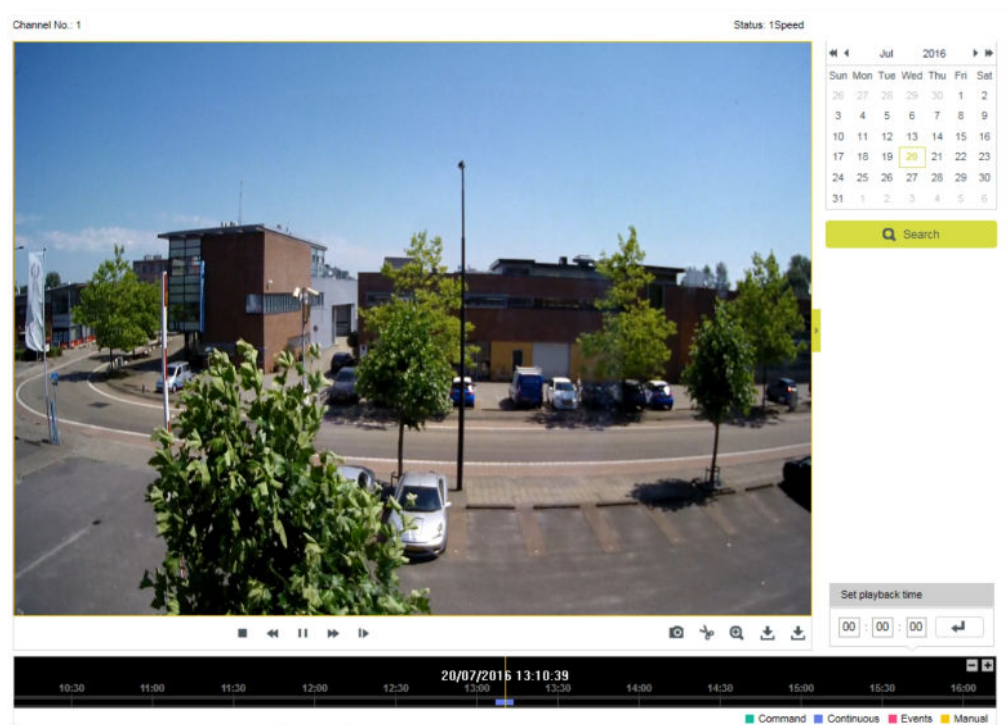 Channel No.: 1
Status: 1Speed
Jul 2016
Sun Mon Tue Wed Thu Fri Sat
26 27 28 29 30 1 2
3 4 5 6 7 8 9
10 11 12 13 14 15 16
17 18 19 20 21 22 23
24 25 26 27 28 29 30
31 1 2 3 4 5 6
Search
Set playback time
00 : 00 : 00
20/07/2016 13:10:39
10:30 11:00 11:30 12:00 12:30 13:00 13:30 14:00 14:30 15:00 15:30 16:00
Command Continuous Events Manual